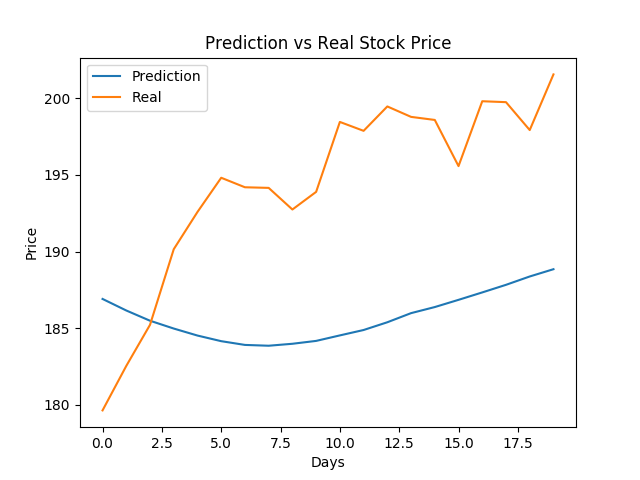 Prediction vs Real Stock Price
Prediction
Real
200
195
190
185
180
Price
0.0 2.5 5.0 7.5 10.0 12.5 15.0 17.5
Days